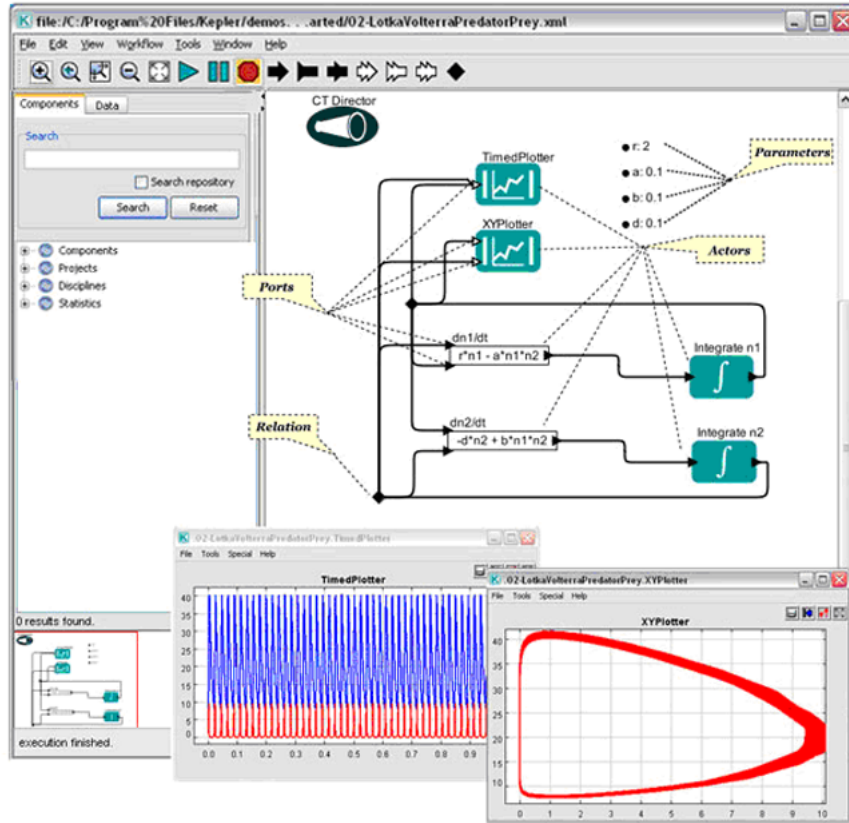 file:/C:/Program%20Files/Kepler/demos. . .arted/02-LotkaVolterraPredatorPrey.xml
File Edit View Workflow Tools Window Help
Components Data
Search
Search repository
Search Reset
Components
Projects
Disciplines
Statistics
0 results found.
execution finished.
CT Director
TimedPlotter
XYPlotter
r: 2
a: 0.1
b: 0.1
d: 0.1
Parameters
Actors
Ports
Relation
dn1/dt
r*n1 - a*n1*n2
Integrate n1
∫
dn2/dt
-d*n2 + b*n1*n2
Integrate n2
∫
.02-LotkaVolterraPredatorPrey.TimedPlotter
File Tools Special Help
TimedPlotter
40
35
30
25
20
15
10
5
0
0.0 0.1 0.2 0.3 0.4 0.5 0.6 0.7 0.8 0.9
.02-LotkaVolterraPredatorPrey.XYPlotter
File Tools Special Help
XYPlotter
40
35
30
25
20
15
10
0 1 2 3 4 5 6 7 8 9 10